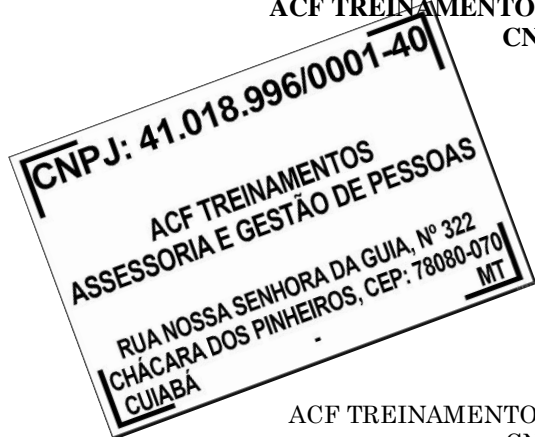 ACF TREINAMENTO
CN
CNPJ: 41.018.996/0001-40
ACF TREINAMENTOS
ASSESSORIA E GESTÃO DE PESSOAS
RUA NOSSA SENHORA DA GUIA, Nº 322
CHÁCARA DOS PINHEIROS, CEP: 78080-070
CUIABÁ - MT
ACF TREINAMENTO
CN